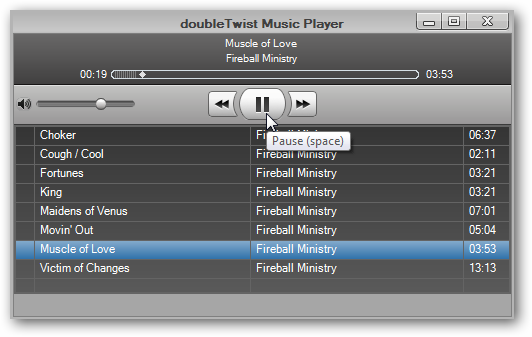 doubleTwist Music Player
Muscle of Love
Fireball Ministry
00:19 03:53
Choker Fireball Ministry 06:37
Pause (space)
Cough / Cool Fireball Ministry 02:11
Fortunes Fireball Ministry 03:21
King Fireball Ministry 03:21
Maidens of Venus Fireball Ministry 07:01
Movin' Out Fireball Ministry 05:04
Muscle of Love Fireball Ministry 03:53
Victim of Changes Fireball Ministry 13:13